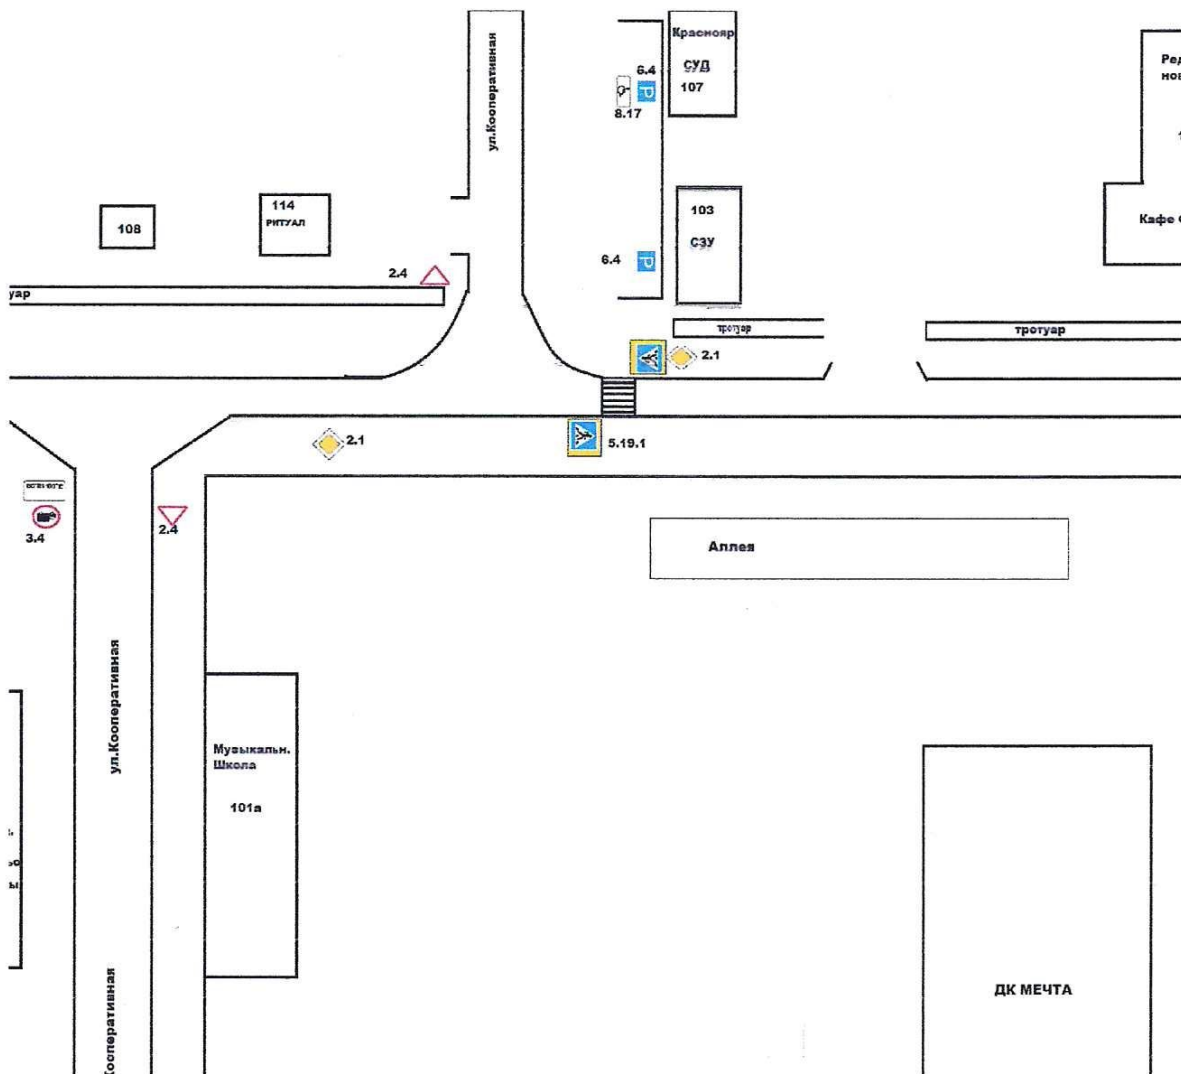 ул.Кооперативная
Краснояр
СУД
107
6.4
8.17
Ред
нов
114
РИТУАЛ
108
103
СЗУ
Кафе
6.4
2.4
уар
тротуар
тротуар
2.1
2.1
5.19.1
3.4
2.4
Аллея
ул.Кооперативная
Музыкальн.
Школа
101а
ДК МЕЧТА
Кооперативная